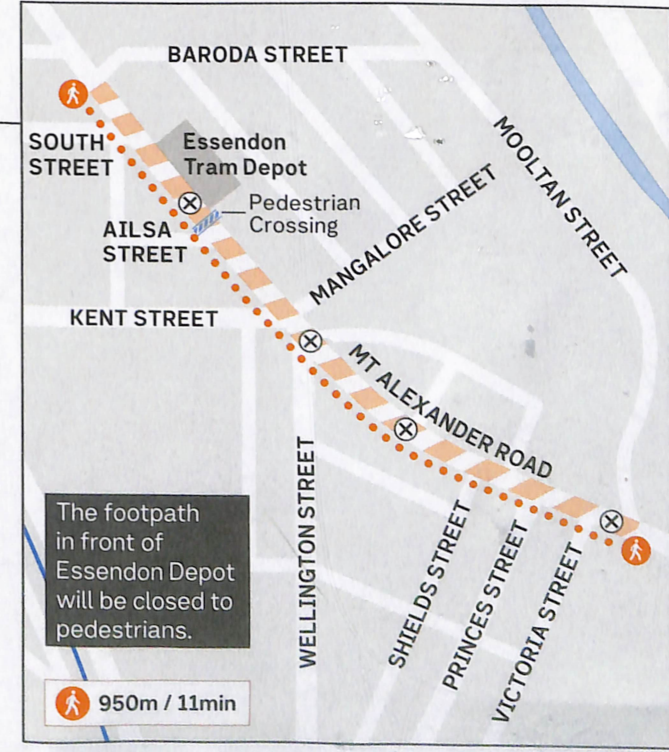 BARODA STREET
SOUTH
STREET
Essendon
Tram Depot
MOOLTAN STREET
Pedestrian
Crossing
AILSA
STREET
MANGALORE STREET
KENT STREET
MT ALEXANDER ROAD
WELLINGTON STREET
SHIELDS STREET
PRINCES STREET
VICTORIA STREET
The footpath
in front of
Essendon Depot
will be closed to
pedestrians.
950m / 11min